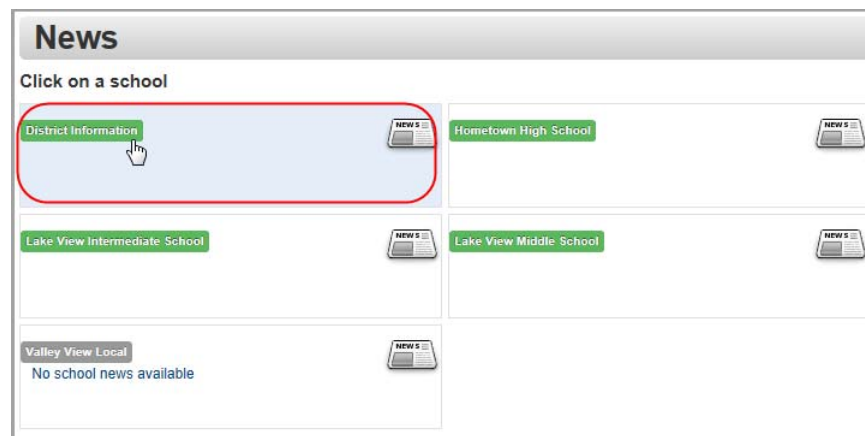 News
Click on a school
District Information
NEWS
Hometown High School
NEWS
Lake View Intermediate School
NEWS
Lake View Middle School
NEWS
Valley View Local
NEWS
No school news available